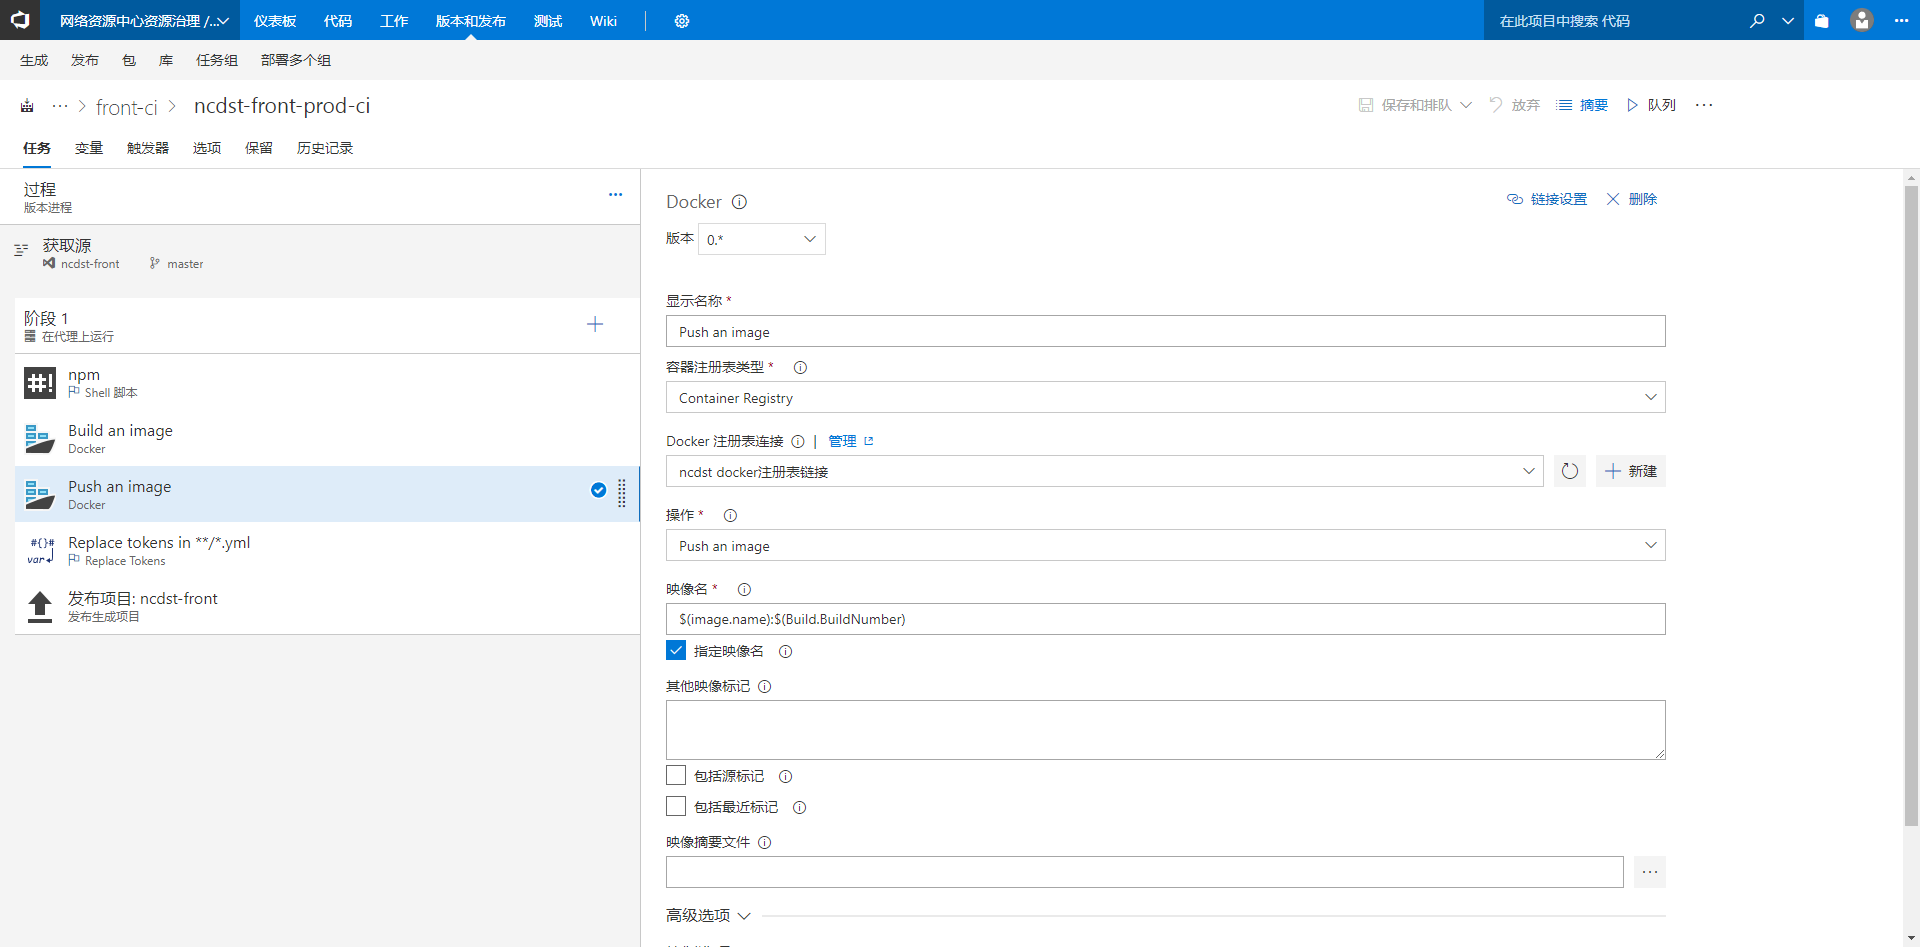 网络资源中心资源治理 /...
仪表板
代码
工作
版本和发布
测试
Wiki
在此项目中搜索 代码
生成
发布
包
库
任务组
部署多个组
front-ci
ncdst-front-prod-ci
保存和排队
放弃
摘要
队列
任务
变量
触发器
选项
保留
历史记录
过程
版本进程
获取源
ncdst-front
master
阶段 1
在代理上运行
npm
Shell 脚本
Build an image
Docker
Push an image
Docker
Replace tokens in **/*.yml
Replace Tokens
发布项目: ncdst-front
发布生成项目
Docker
链接设置
删除
版本
0.*
显示名称 *
Push an image
容器注册表类型 *
Container Registry
Docker 注册表连接 | 管理
ncdst docker注册表链接
新建
操作 *
Push an image
映像名 *
$(image.name):$(Build.BuildNumber)
指定映像名
其他映像标记
包括源标记
包括最近标记
映像摘要文件
高级选项